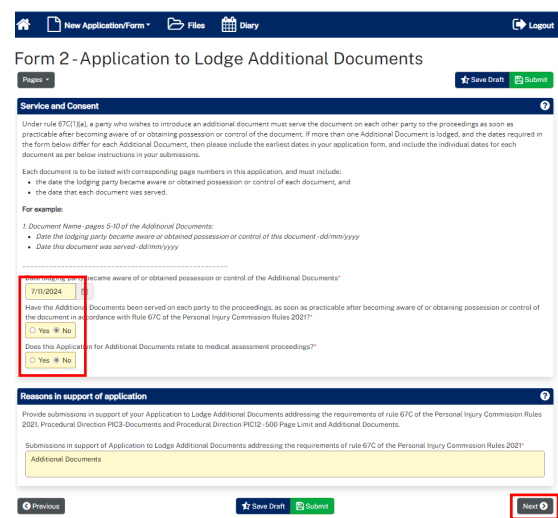 New Application/Form Files Diary Logout
Form 2 - Application to Lodge Additional Documents
Pages Save Draft Submit
Service and Consent
Under rule 67C(1)(a), a party who wishes to introduce an additional document must serve the document on each other party to the proceedings as soon as
practicable after becoming aware of or obtaining possession or control of the document. If more than one Additional Document is lodged, and the dates required in
the form below differ for each Additional Document, then please include the earliest dates in your application form, and include the individual dates for each
document as per below instructions in your submissions.
Each document is to be listed with corresponding page numbers in this application, and must include:
• the date the lodging party became aware or obtained possession or control of each document, and
• the date that each document was served.
For example:
1. Document Name - pages 5-10 of the Additional Documents:
• Date the lodging party became aware or obtained possession or control of this document - dd/mm/yyyy
• Date this document was served - dd/mm/yyyy
Date lodging party became aware of or obtained possession or control of the Additional Documents*
7/11/2024
Have the Additional Documents been served on each party to the proceedings, as soon as practicable after becoming aware of or obtaining possession or control of
the document in accordance with Rule 67C of the Personal Injury Commission Rules 2021?*
Yes No
Does this Application for Additional Documents relate to medical assessment proceedings?*
Yes No
Reasons in support of application
Provide submissions in support of your Application to Lodge Additional Documents addressing the requirements of rule 67C of the Personal Injury Commission Rules
2021, Procedural Direction PIC3-Documents and Procedural Direction PIC12 - 500 Page Limit and Additional Documents.
Submissions in support of Application to Lodge Additional Documents addressing the requirements of rule 67C of the Personal Injury Commission Rules 2021*
Additional Documents
Previous Save Draft Submit Next